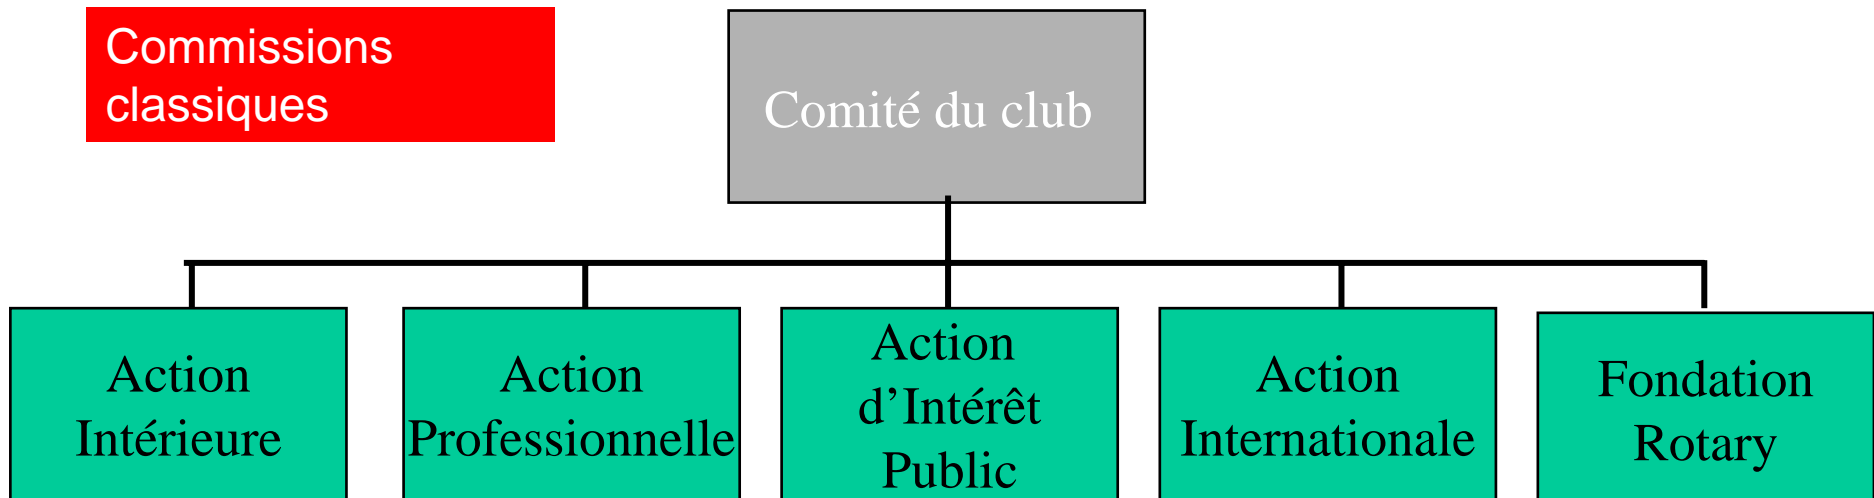 Commissions
classiques
Comité du club
Action
Intérieure
Action
Professionnelle
Action
d’Intérêt
Public
Action
Internationale
Fondation
Rotary